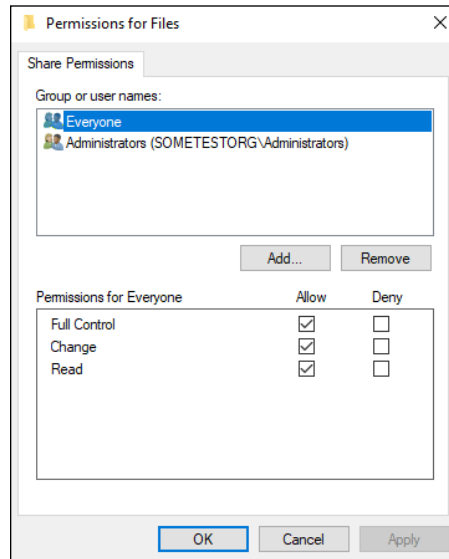 Permissions for Files
Share Permissions
Group or user names:
Everyone
Administrators (SOMETESTORG\Administrators)
Add... Remove
Permissions for Everyone Allow Deny
Full Control
Change
Read
OK Cancel Apply